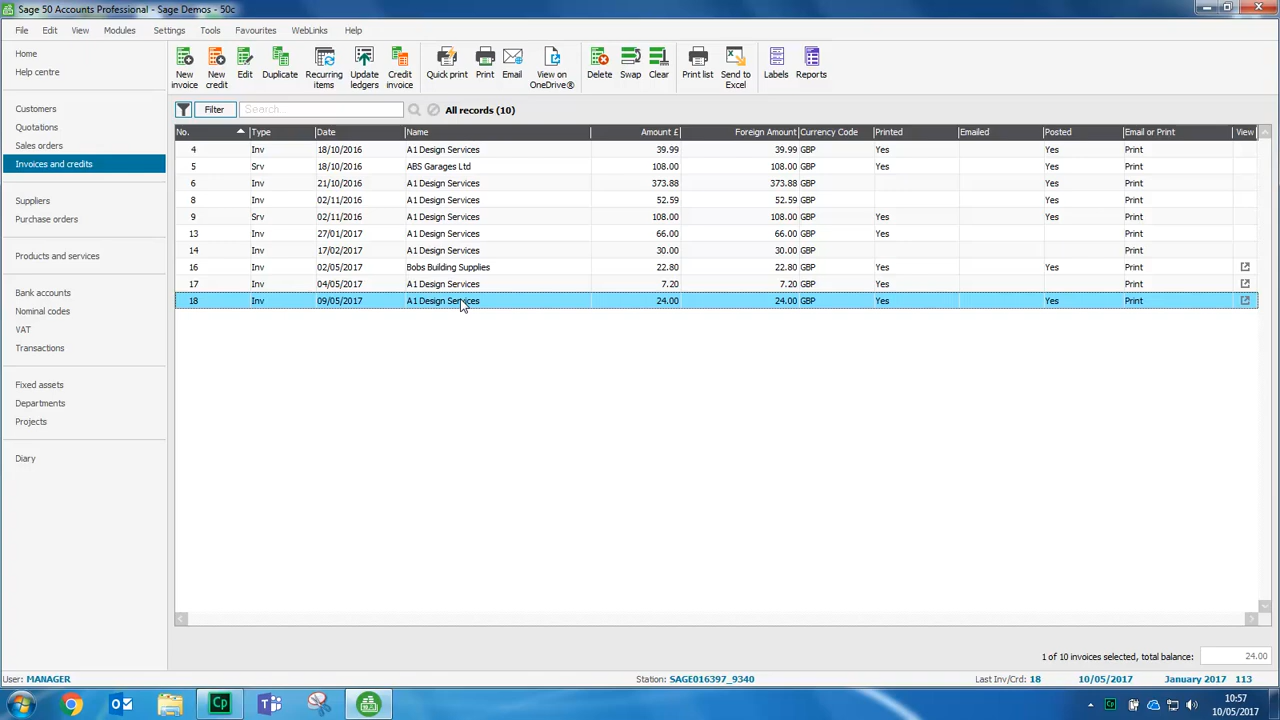 Sage 50 Accounts Professional - Sage Demos - 50c
File Edit View Modules Settings Tools Favourites WebLinks Help
Home
Help centre
Customers
Quotations
Sales orders
Invoices and credits
Suppliers
Purchase orders
Products and services
Bank accounts
Nominal codes
VAT
Transactions
Fixed assets
Departments
Projects
Diary
New invoice New credit Edit Duplicate Recurring items Update ledgers Credit invoice Quick print Print Email View on OneDrive® Delete Swap Clear Print list Send to Excel Labels Reports
Filter Search... All records (10)
No. Type Date Name Amount £ Foreign Amount Currency Code Printed Emailed Posted Email or Print View
4 Inv 18/10/2016 A1 Design Services 39.99 39.99 GBP Yes Yes Print
5 Srv 18/10/2016 ABS Garages Ltd 108.00 108.00 GBP Yes Yes Print
6 Inv 21/10/2016 A1 Design Services 373.88 373.88 GBP Yes Print
8 Inv 02/11/2016 A1 Design Services 52.59 52.59 GBP Yes Print
9 Srv 02/11/2016 A1 Design Services 108.00 108.00 GBP Yes Yes Print
13 Inv 27/01/2017 A1 Design Services 66.00 66.00 GBP Yes Print
14 Inv 17/02/2017 A1 Design Services 30.00 30.00 GBP Print
16 Inv 02/05/2017 Bobs Building Supplies 22.80 22.80 GBP Yes Yes Print
17 Inv 04/05/2017 A1 Design Services 7.20 7.20 GBP Yes Print
18 Inv 09/05/2017 A1 Design Services 24.00 24.00 GBP Yes Yes Print
1 of 10 invoices selected, total balance: 24.00
User: MANAGER Station: SAGE016397_9340 Last Inv/Crd: 18 10/05/2017 January 2017 113
Cp
Cp
10:57
10/05/2017